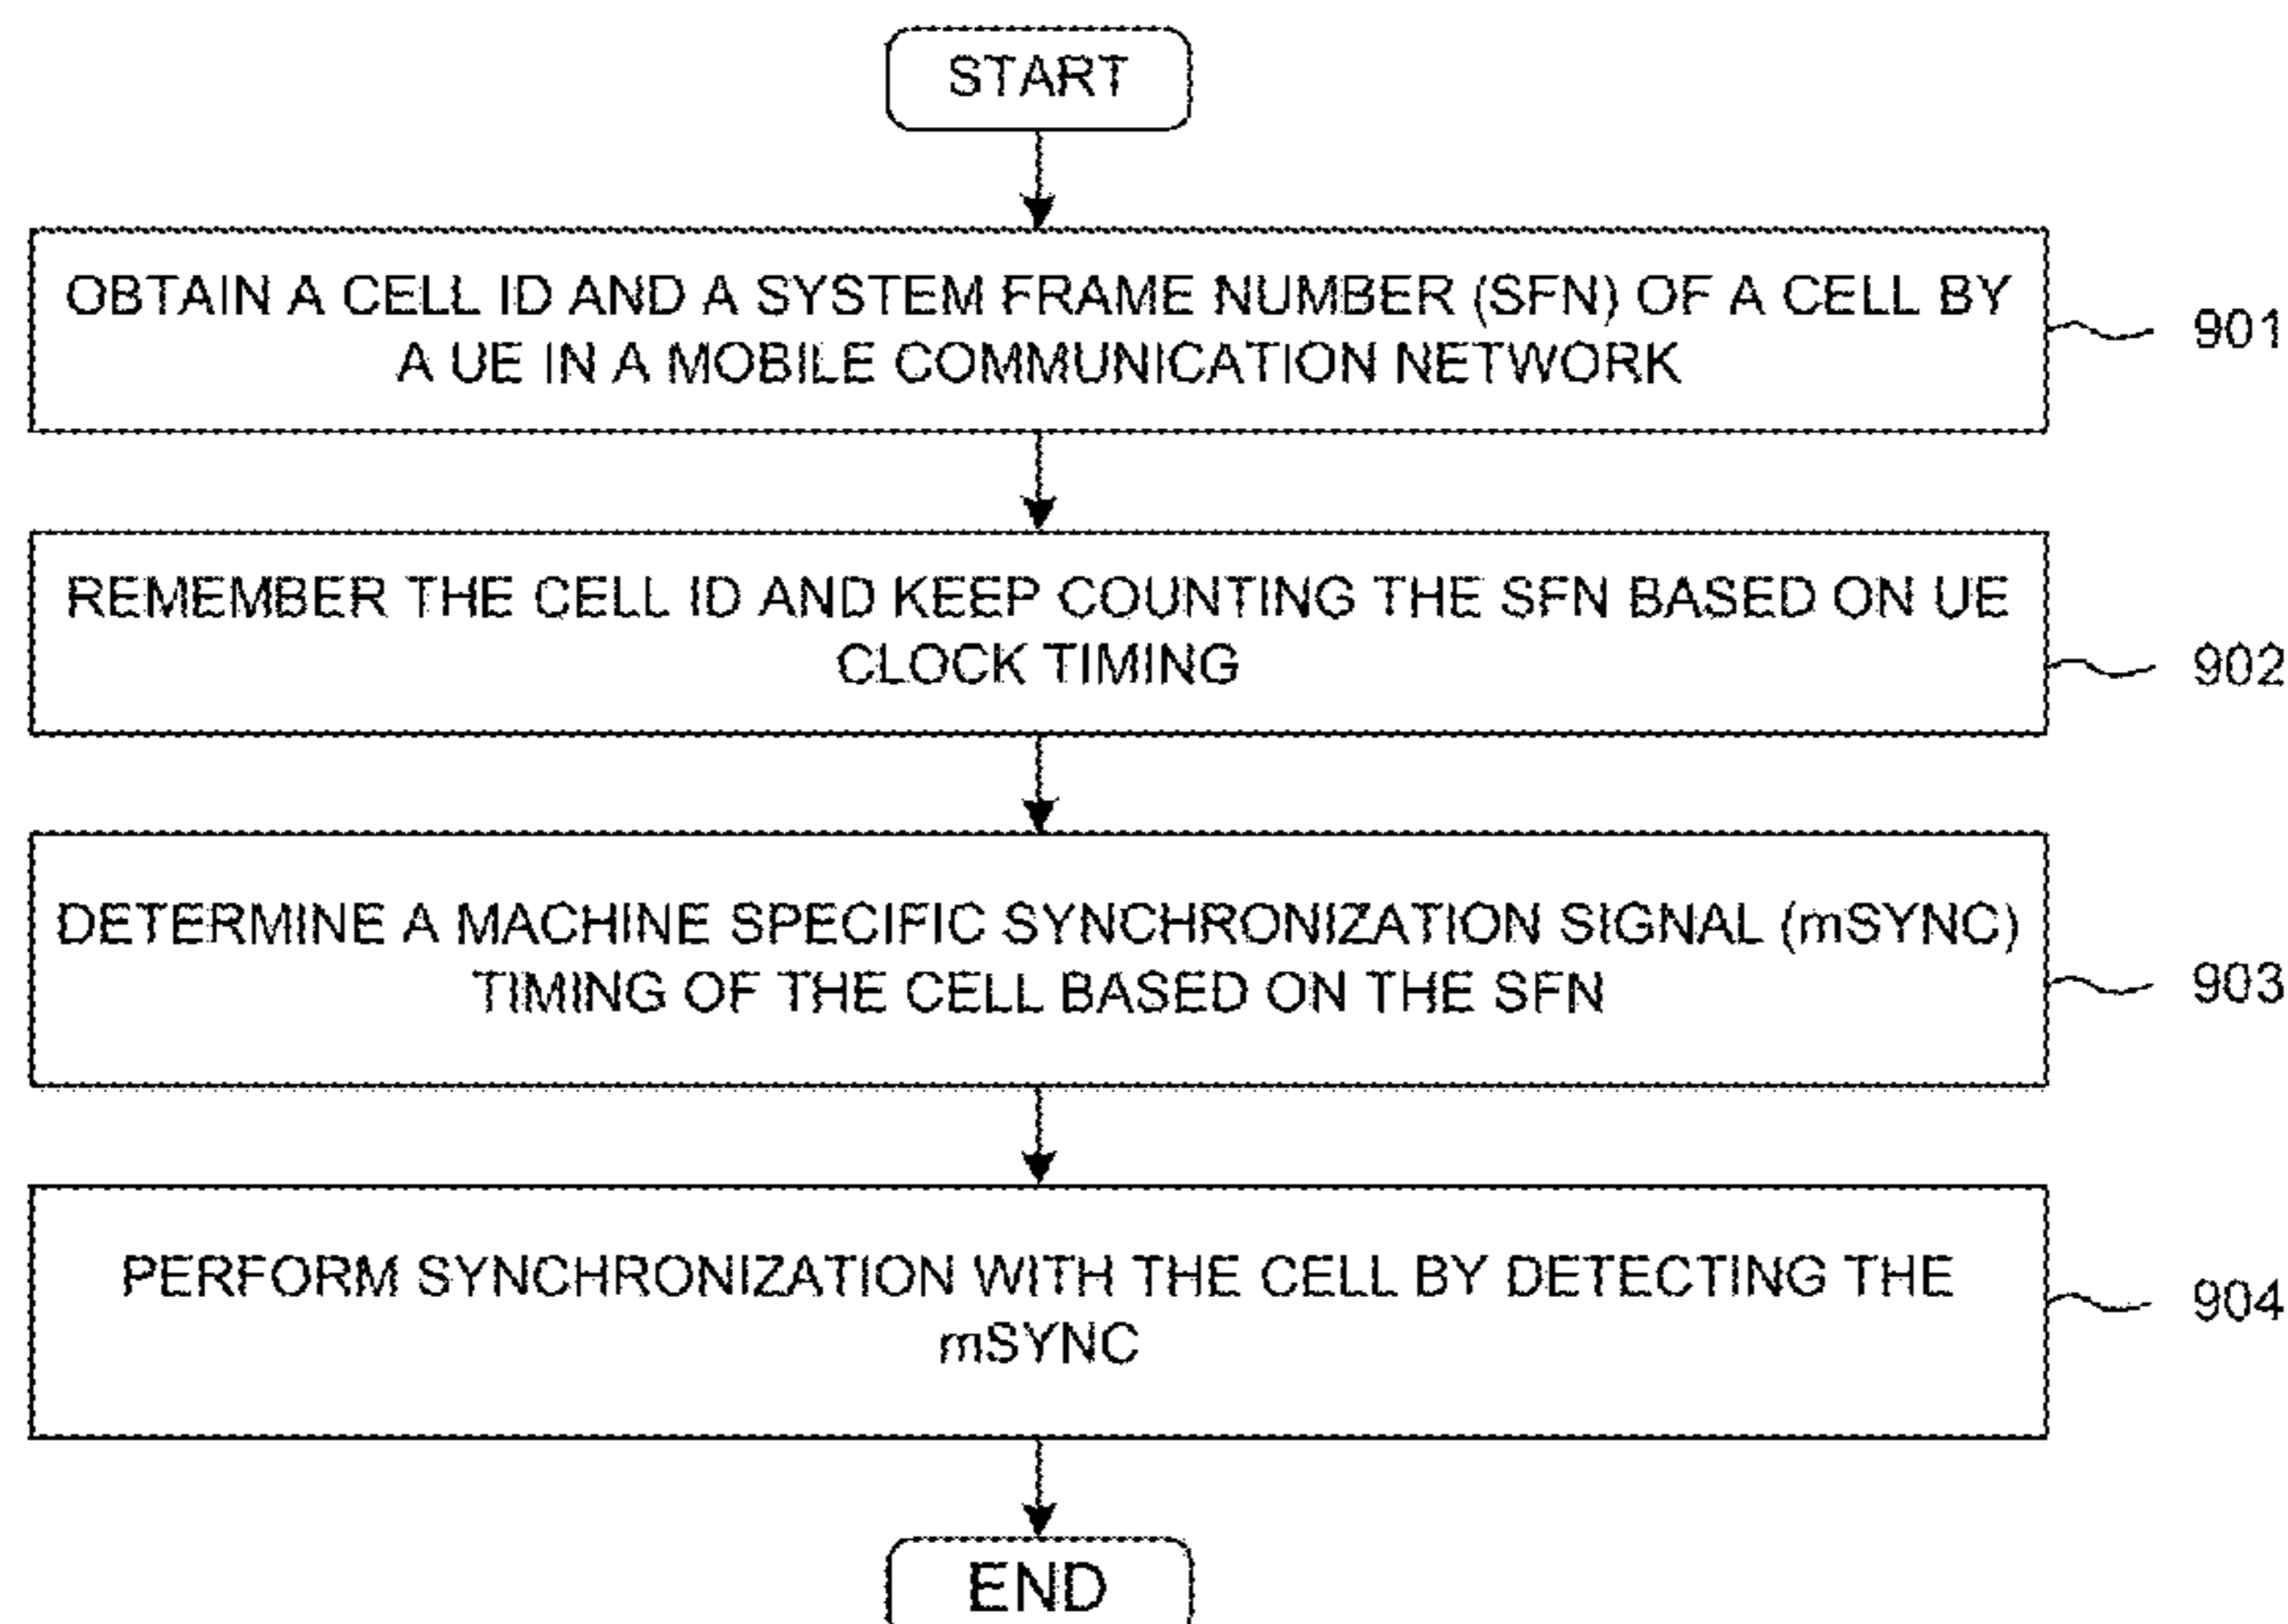 START
OBTAIN A CELL ID AND A SYSTEM FRAME NUMBER (SFN) OF A CELL BY
A UE IN A MOBILE COMMUNICATION NETWORK
901
REMEMBER THE CELL ID AND KEEP COUNTING THE SFN BASED ON UE
CLOCK TIMING
902
DETERMINE A MACHINE SPECIFIC SYNCHRONIZATION SIGNAL (mSYNC)
TIMING OF THE CELL BASED ON THE SFN
903
PERFORM SYNCHRONIZATION WITH THE CELL BY DETECTING THE
mSYNC
904
END